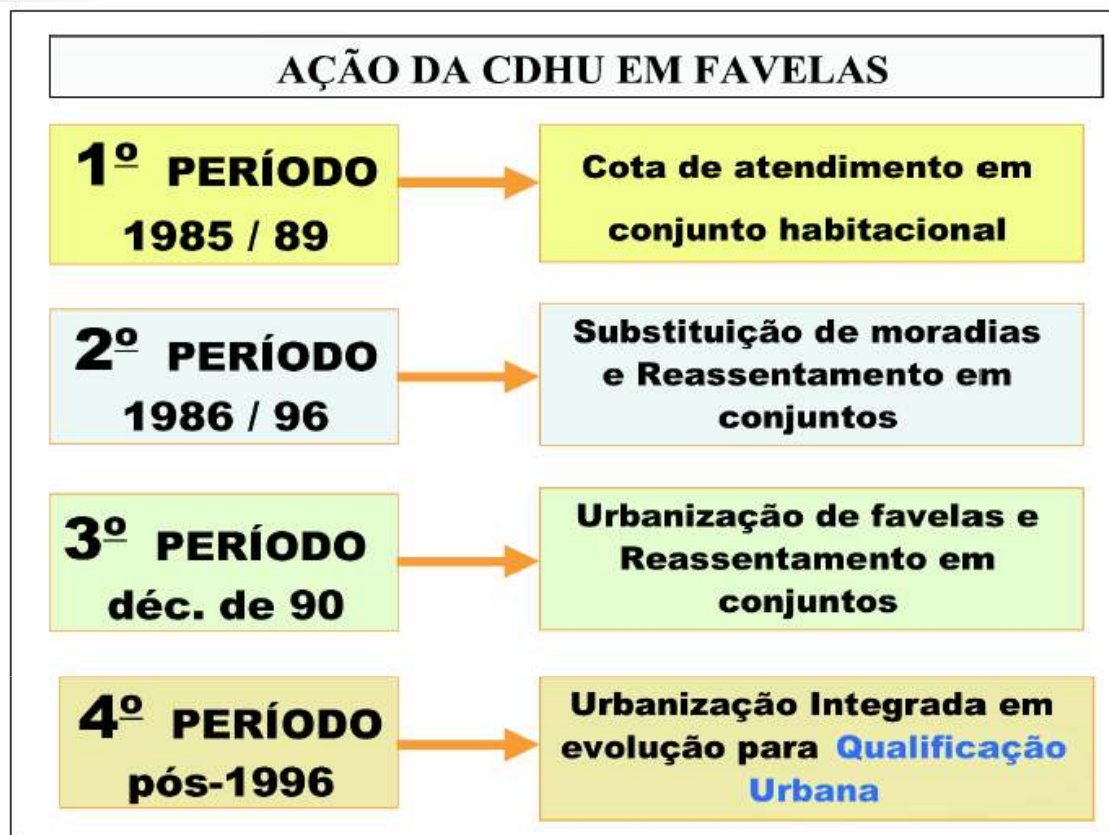 AÇÃO DA CDHU EM FAVELAS
1º PERÍODO
1985 / 89
Cota de atendimento em
conjunto habitacional
2º PERÍODO
1986 / 96
Substituição de moradias
e Reassentamento em
conjuntos
3º PERÍODO
déc. de 90
Urbanização de favelas e
Reassentamento em
conjuntos
4º PERÍODO
pós-1996
Urbanização Integrada em
evolução para Qualificação
Urbana